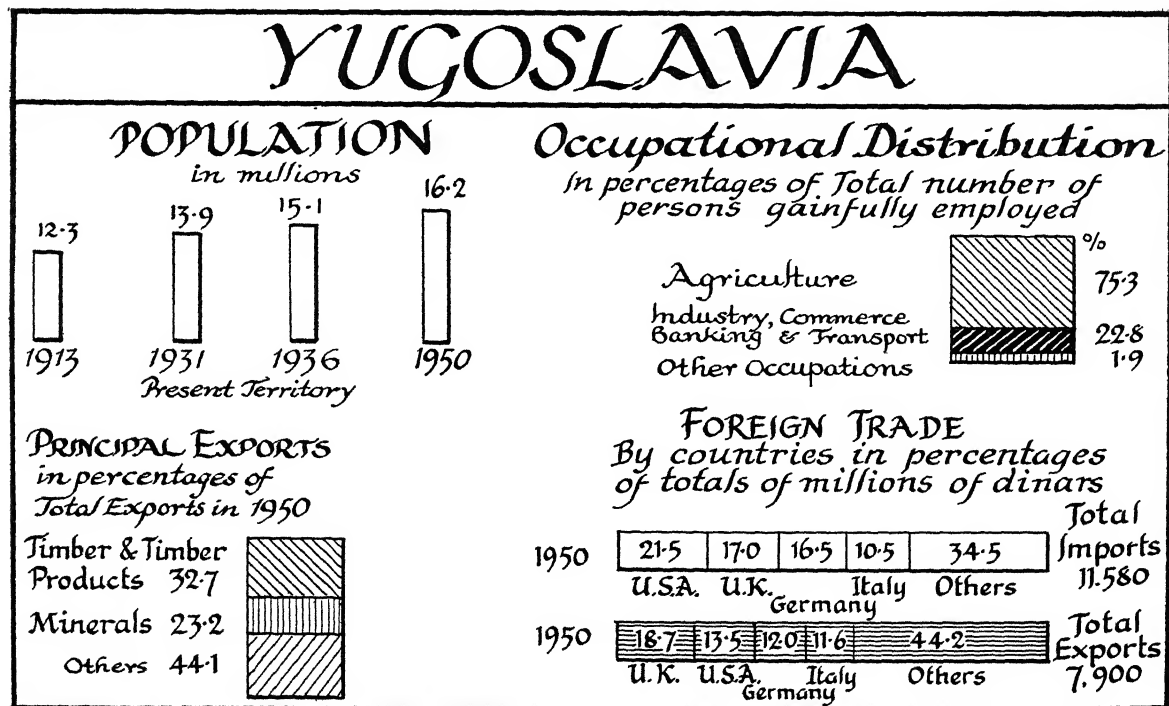 YUGOSLAVIA
POPULATION
in millions
12·3 13·9 15·1 16·2
1913 1931 1936 1950
Present Territory
Occupational Distribution
In percentages of Total number of
persons gainfully employed
%
Agriculture 75·3
Industry, Commerce
Banking & Transport 22·8
Other Occupations 1·9
PRINCIPAL EXPORTS
in percentages of
Total Exports in 1950
Timber & Timber
Products 32·7
Minerals 23·2
Others 44·1
FOREIGN TRADE
By countries in percentages
of totals of millions of dinars
1950 21·5 17·0 16·5 10·5 34·5 Total
Imports
11.580
U.S.A. U.K. Germany Italy Others
1950 18·7 13·5 12·0 11·6 44·2 Total
Exports
7,900
U.K. U.S.A. Germany Italy Others